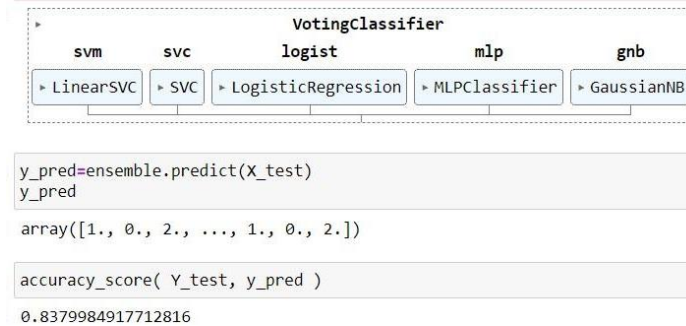 VotingClassifier
svm svc logist mlp gnb
LinearSVC SVC LogisticRegression MLPClassifier GaussianNB
y_pred=ensemble.predict(X_test)
y_pred
array([1., 0., 2., ..., 1., 0., 2.])
accuracy_score( Y_test, y_pred )
0.8379984917712816